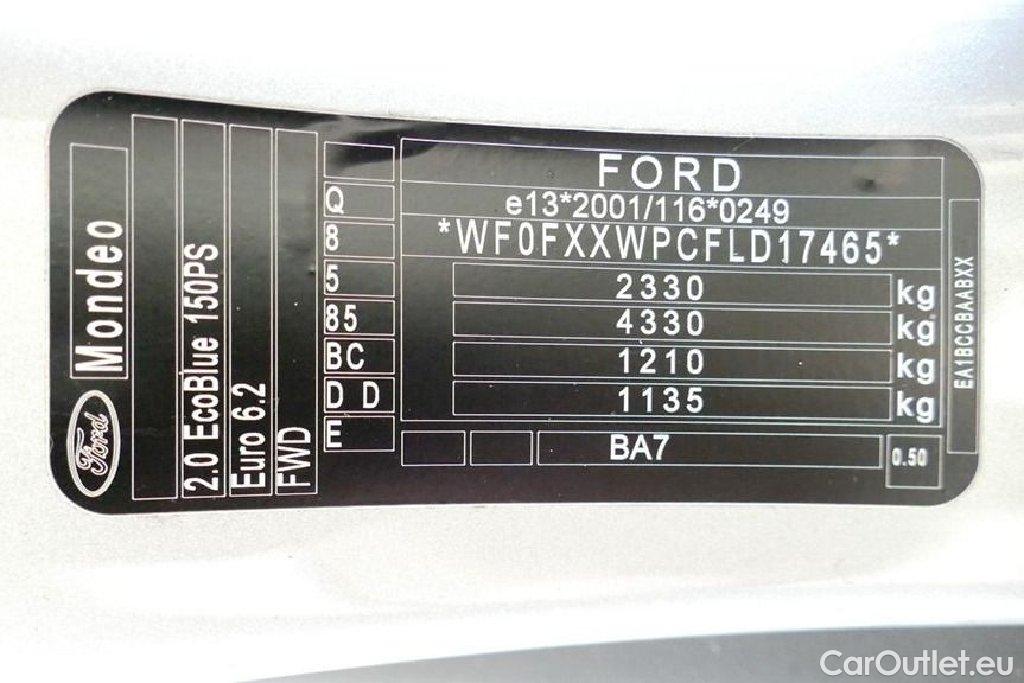 Ford
Mondeo
2.0 EcoBlue 150PS
Euro 6.2
FWD
Q
8
5
85
BC
D D
E
FORD
e13*2001/116*0249
*WF0FXXWPCFLD17465*
2330 kg
4330 kg
1210 kg
1135 kg
BA7
0.50
EA1BCCBAABXX
CarOutlet.eu